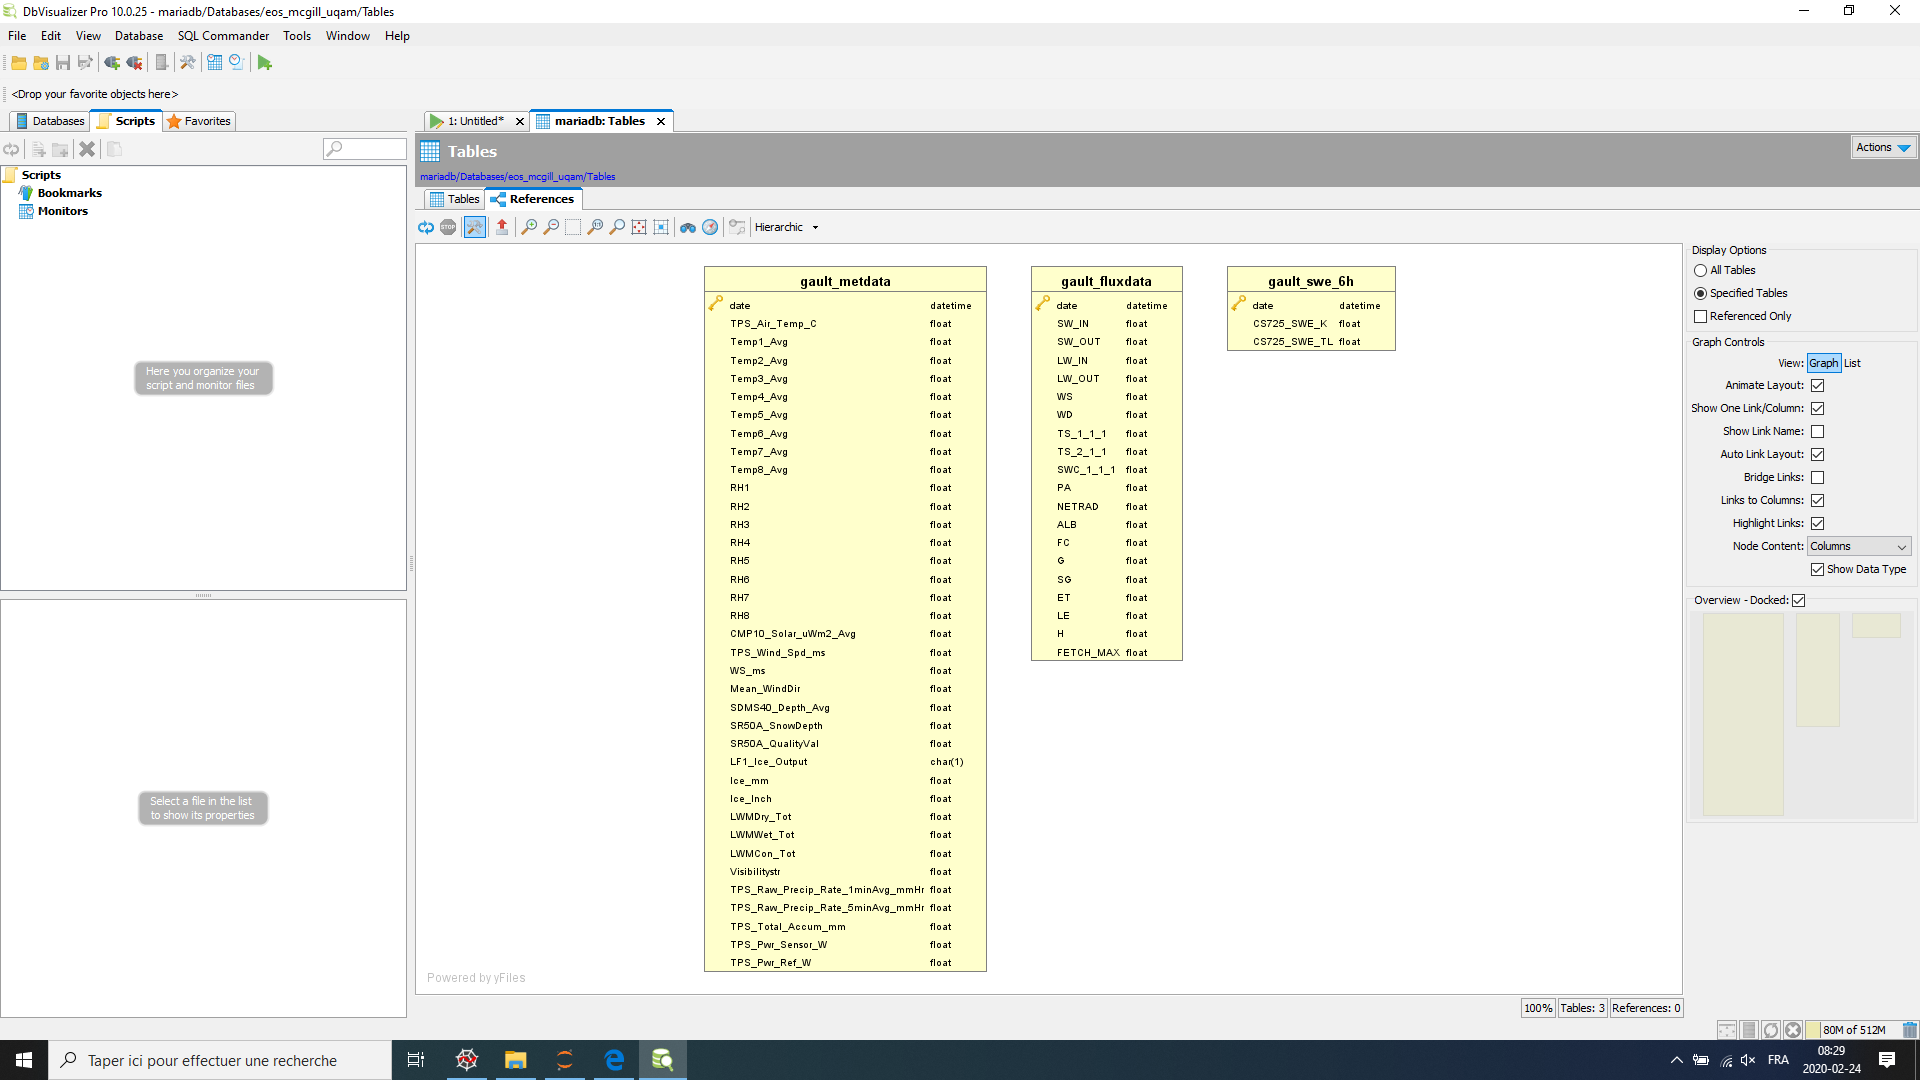 DbVisualizer Pro 10.0.25 - mariadb/Databases/eos_mcgill_uqam/Tables
File Edit View Database SQL Commander Tools Window Help
<Drop your favorite objects here>
Databases Scripts Favorites
1: Untitled* mariadb: Tables
Tables
Actions
mariadb/Databases/eos_mcgill_uqam/Tables
Tables References
STOP Hierarchic
Scripts
Bookmarks
Monitors
Here you organize your
script and monitor files
Select a file in the list
to show its properties
gault_metdata
date datetime
TPS_Air_Temp_C float
Temp1_Avg float
Temp2_Avg float
Temp3_Avg float
Temp4_Avg float
Temp5_Avg float
Temp6_Avg float
Temp7_Avg float
Temp8_Avg float
RH1 float
RH2 float
RH3 float
RH4 float
RH5 float
RH6 float
RH7 float
RH8 float
CMP10_Solar_uWm2_Avg float
TPS_Wind_Spd_ms float
WS_ms float
Mean_WindDir float
SDMS40_Depth_Avg float
SR50A_SnowDepth float
SR50A_QualityVal float
LF1_Ice_Output char(1)
Ice_mm float
Ice_Inch float
LWMDry_Tot float
LWMWet_Tot float
LWMCon_Tot float
Visibilitystr float
TPS_Raw_Precip_Rate_1minAvg_mmHr float
TPS_Raw_Precip_Rate_5minAvg_mmHr float
TPS_Total_Accum_mm float
TPS_Pwr_Sensor_W float
TPS_Pwr_Ref_W float
gault_fluxdata
date datetime
SW_IN float
SW_OUT float
LW_IN float
LW_OUT float
WS float
WD float
TS_1_1_1 float
TS_2_1_1 float
SWC_1_1_1 float
PA float
NETRAD float
ALB float
FC float
G float
SG float
ET float
LE float
H float
FETCH_MAX float
gault_swe_6h
date datetime
CS725_SWE_K float
CS725_SWE_TL float
Powered by yFiles
Display Options
All Tables
Specified Tables
Referenced Only
Graph Controls
View: Graph List
Animate Layout:
Show One Link/Column:
Show Link Name:
Auto Link Layout:
Bridge Links:
Links to Columns:
Highlight Links:
Node Content: Columns
Show Data Type
Overview - Docked:
100% Tables: 3 References: 0
80M of 512M
Taper ici pour effectuer une recherche
FRA
08:29
2020-02-24